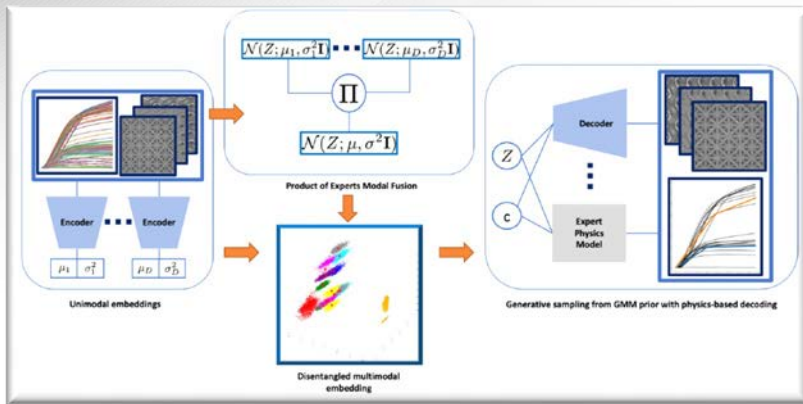 𝒩(Z; μ₁, σ₁²I) ▪▪▪ 𝒩(Z; μ_D, σ_D²I)
Π
𝒩(Z; μ, σ²I)
Product of Experts Modal Fusion
Encoder ▪▪▪ Encoder
μ₁ σ₁² μ_D σ_D²
Unimodal embeddings
Disentangled multimodal
embedding
Decoder
Z
c
Expert
Physics
Model
Generative sampling from GMM prior with physics-based decoding